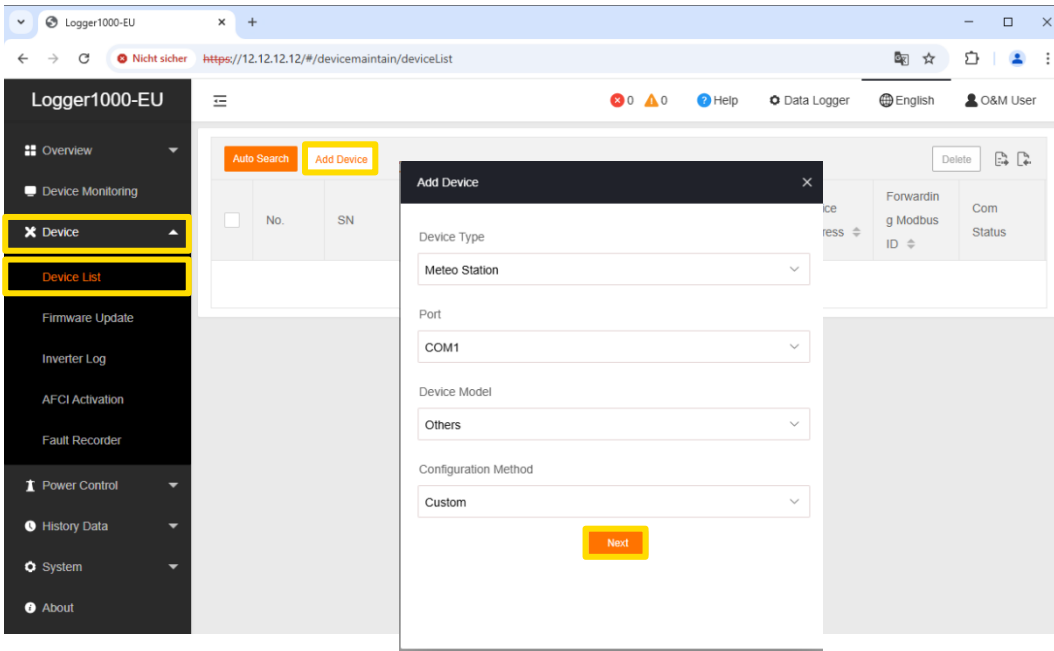 Logger1000-EU
Nicht sicher https://12.12.12.12/#/devicemaintain/deviceList
Logger1000-EU
0 0 Help Data Logger English O&M User
Overview
Device Monitoring
Device
Device List
Firmware Update
Inverter Log
AFCI Activation
Fault Recorder
Power Control
History Data
System
About
Auto Search Add Device Delete
No. SN
Forwardin
g Modbus
ID
Com
Status
Add Device
Device Type
Meteo Station
Port
COM1
Device Model
Others
Configuration Method
Custom
Next